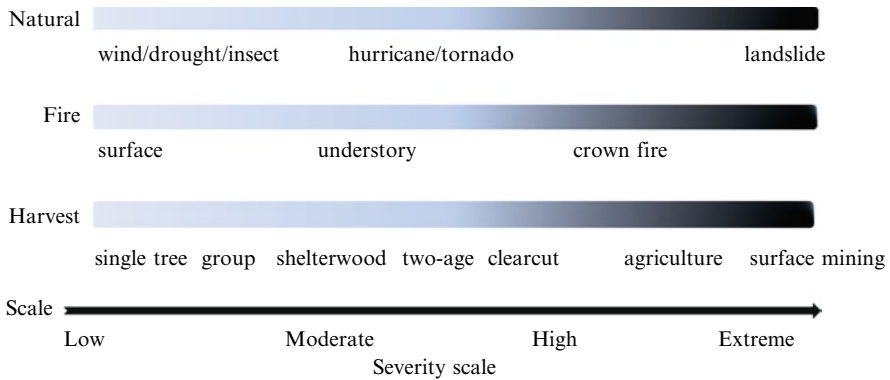 Natural
wind/drought/insect hurricane/tornado landslide
Fire
surface understory crown fire
Harvest
single tree group shelterwood two-age clearcut agriculture surface mining
Scale
Low Moderate High Extreme
Severity scale